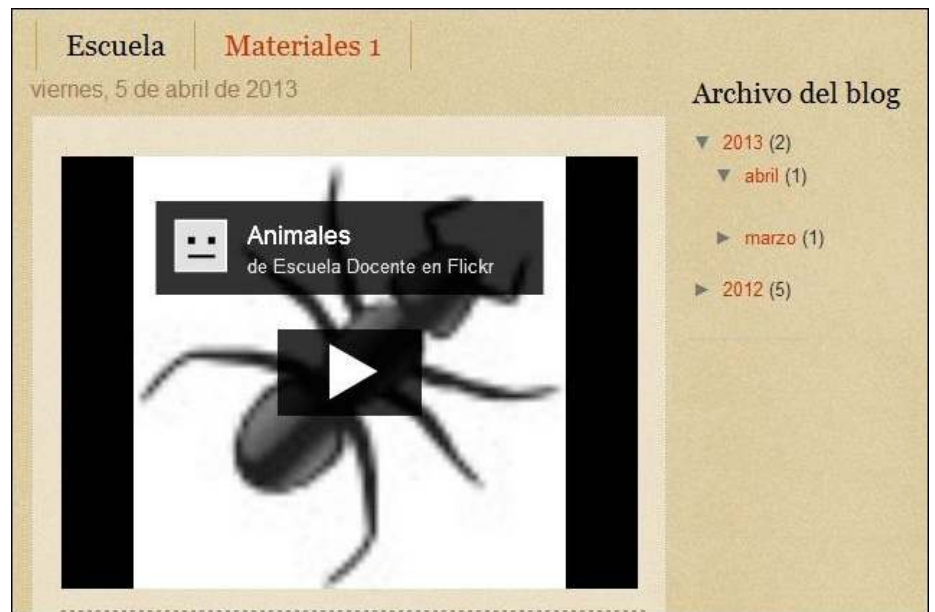 Escuela
Materiales 1
viernes, 5 de abril de 2013
Animales
de Escuela Docente en Flickr
Archivo del blog
▼ 2013 (2)
▼ abril (1)
► marzo (1)
► 2012 (5)